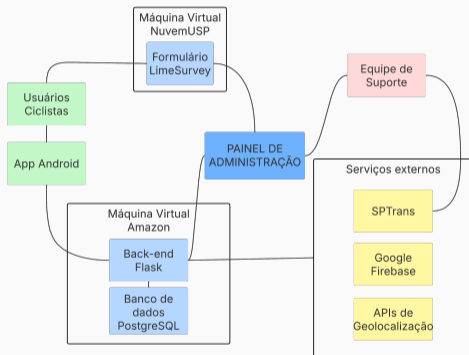 Máquina Virtual
NuvemUSP
Formulário
LimeSurvey
Equipe de
Suporte
Usuários
Ciclistas
PAINEL DE
ADMINISTRAÇÃO
App Android
Serviços externos
SPTrans
Máquina Virtual
Amazon
Back-end
Flask
Google
Firebase
Banco de
dados
PostgreSQL
APIs de
Geolocalização